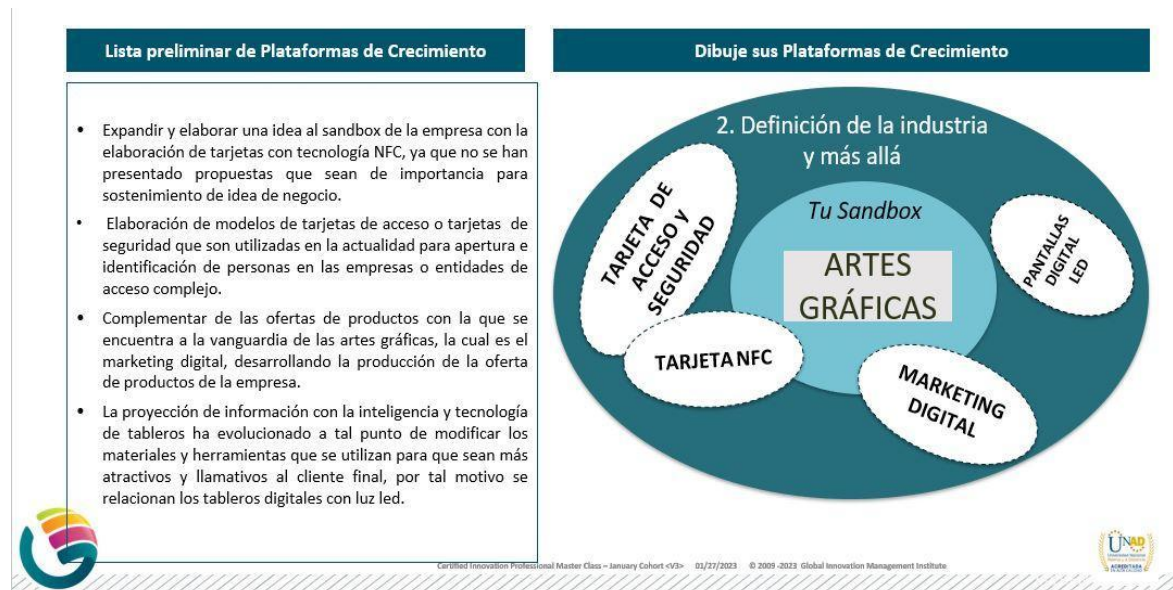 Lista preliminar de Plataformas de Crecimiento
• Expandir y elaborar una idea al sandbox de la empresa con la
elaboración de tarjetas con tecnología NFC, ya que no se han
presentado propuestas que sean de importancia para
sostenimiento de idea de negocio.
• Elaboración de modelos de tarjetas de acceso o tarjetas de
seguridad que son utilizadas en la actualidad para apertura e
identificación de personas en las empresas o entidades de
acceso complejo.
• Complementar de las ofertas de productos con la que se
encuentra a la vanguardia de las artes gráficas, la cual es el
marketing digital, desarrollando la producción de la oferta
de productos de la empresa.
• La proyección de información con la inteligencia y tecnología
de tableros ha evolucionado a tal punto de modificar los
materiales y herramientas que se utilizan para que sean más
atractivos y llamativos al cliente final, por tal motivo se
relacionan los tableros digitales con luz led.
Dibuje sus Plataformas de Crecimiento
2. Definición de la industria
y más allá
Tu Sandbox
ARTES
GRÁFICAS
TARJETA DE
ACCESO y
SEGURIDAD
TARJETA NFC
PANTALLAS
DIGITAL
LED
MARKETING
DIGITAL
Certified Innovation Professional Master Class – January Cohort <V3> 01/27/2023 © 2009 -2023 Global Innovation Management Institute
UNAD
ACREDITADA